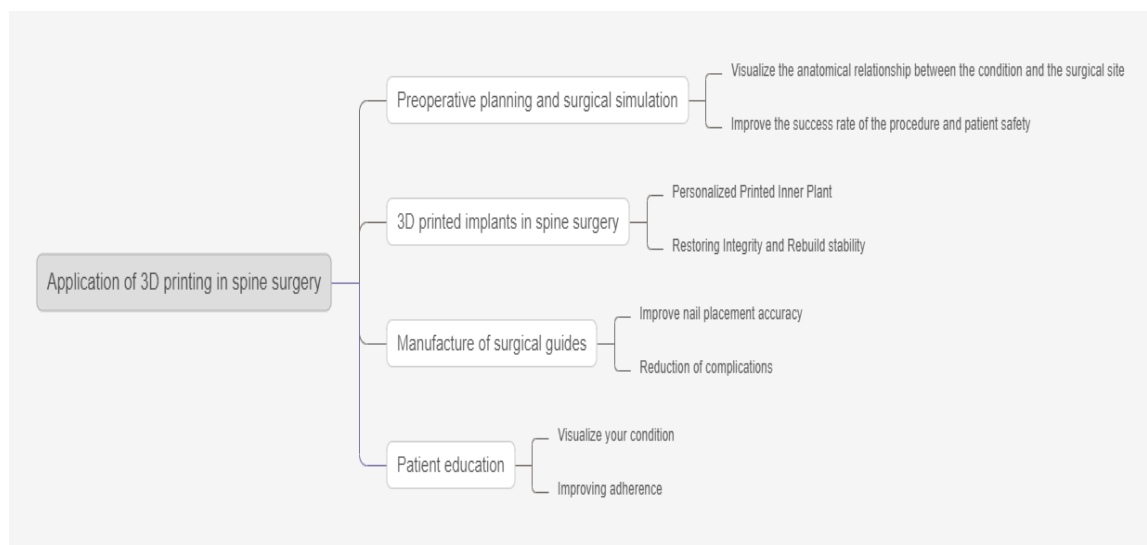 Application of 3D printing in spine surgery
Preoperative planning and surgical simulation
Visualize the anatomical relationship between the condition and the surgical site
Improve the success rate of the procedure and patient safety
3D printed implants in spine surgery
Personalized Printed Inner Plant
Restoring Integrity and Rebuild stability
Manufacture of surgical guides
Improve nail placement accuracy
Reduction of complications
Patient education
Visualize your condition
Improving adherence